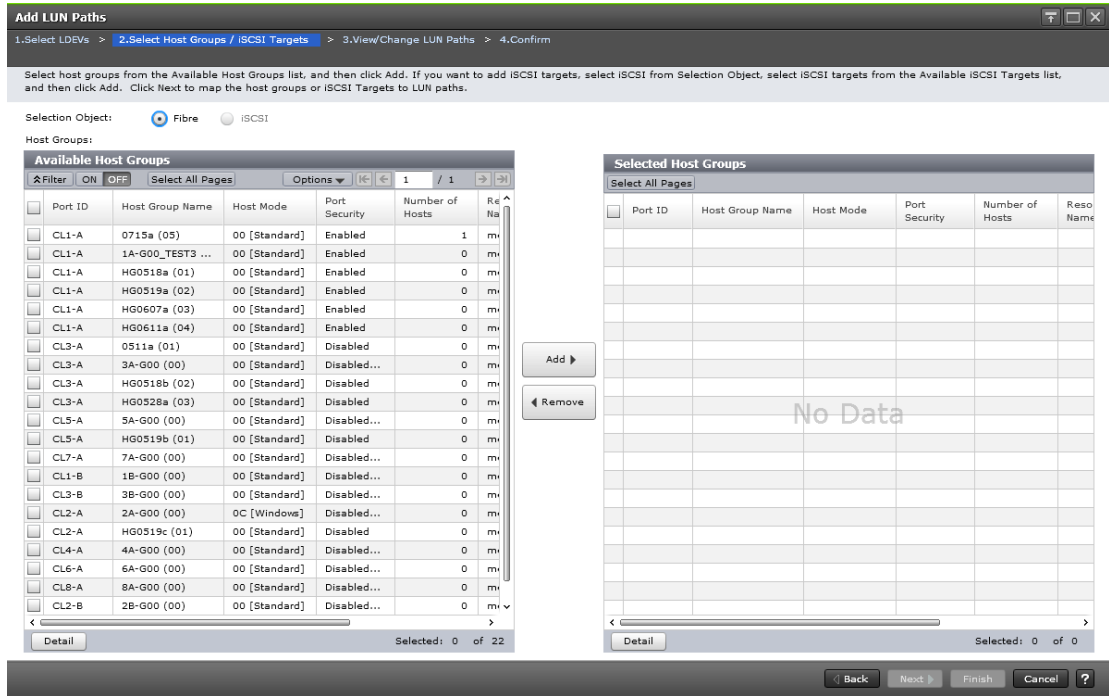 Add LUN Paths
1.Select LDEVs > 2.Select Host Groups / iSCSI Targets > 3.View/Change LUN Paths > 4.Confirm
Select host groups from the Available Host Groups list, and then click Add. If you want to add iSCSI targets, select iSCSI from Selection Object, select iSCSI targets from the Available iSCSI Targets list,
and then click Add. Click Next to map the host groups or iSCSI Targets to LUN paths.
Selection Object: Fibre iSCSI
Host Groups:
Available Host Groups
Filter ON OFF Select All Pages Options 1 / 1
Port ID Host Group Name Host Mode Port Security Number of Hosts Re Na
CL1-A 0715a (05) 00 [Standard] Enabled 1 m
CL1-A 1A-G00_TEST3 ... 00 [Standard] Enabled 0 m
CL1-A HG0518a (01) 00 [Standard] Enabled 0 m
CL1-A HG0519a (02) 00 [Standard] Enabled 0 m
CL1-A HG0607a (03) 00 [Standard] Enabled 0 m
CL1-A HG0611a (04) 00 [Standard] Enabled 0 m
CL3-A 0511a (01) 00 [Standard] Disabled 0 m
CL3-A 3A-G00 (00) 00 [Standard] Disabled... 0 m
CL3-A HG0518b (02) 00 [Standard] Disabled 0 m
CL3-A HG0528a (03) 00 [Standard] Disabled 0 m
CL5-A 5A-G00 (00) 00 [Standard] Disabled... 0 m
CL5-A HG0519b (01) 00 [Standard] Disabled 0 m
CL7-A 7A-G00 (00) 00 [Standard] Disabled... 0 m
CL1-B 1B-G00 (00) 00 [Standard] Disabled... 0 m
CL3-B 3B-G00 (00) 00 [Standard] Disabled... 0 m
CL2-A 2A-G00 (00) 0C [Windows] Disabled... 0 m
CL2-A HG0519c (01) 00 [Standard] Disabled 0 m
CL4-A 4A-G00 (00) 00 [Standard] Disabled... 0 m
CL6-A 6A-G00 (00) 00 [Standard] Disabled... 0 m
CL8-A 8A-G00 (00) 00 [Standard] Disabled... 0 m
CL2-B 2B-G00 (00) 00 [Standard] Disabled... 0 m
Detail Selected: 0 of 22
Add
Remove
Selected Host Groups
Select All Pages
Port ID Host Group Name Host Mode Port Security Number of Hosts Reso Name
No Data
Detail Selected: 0 of 0
Back Next Finish Cancel ?